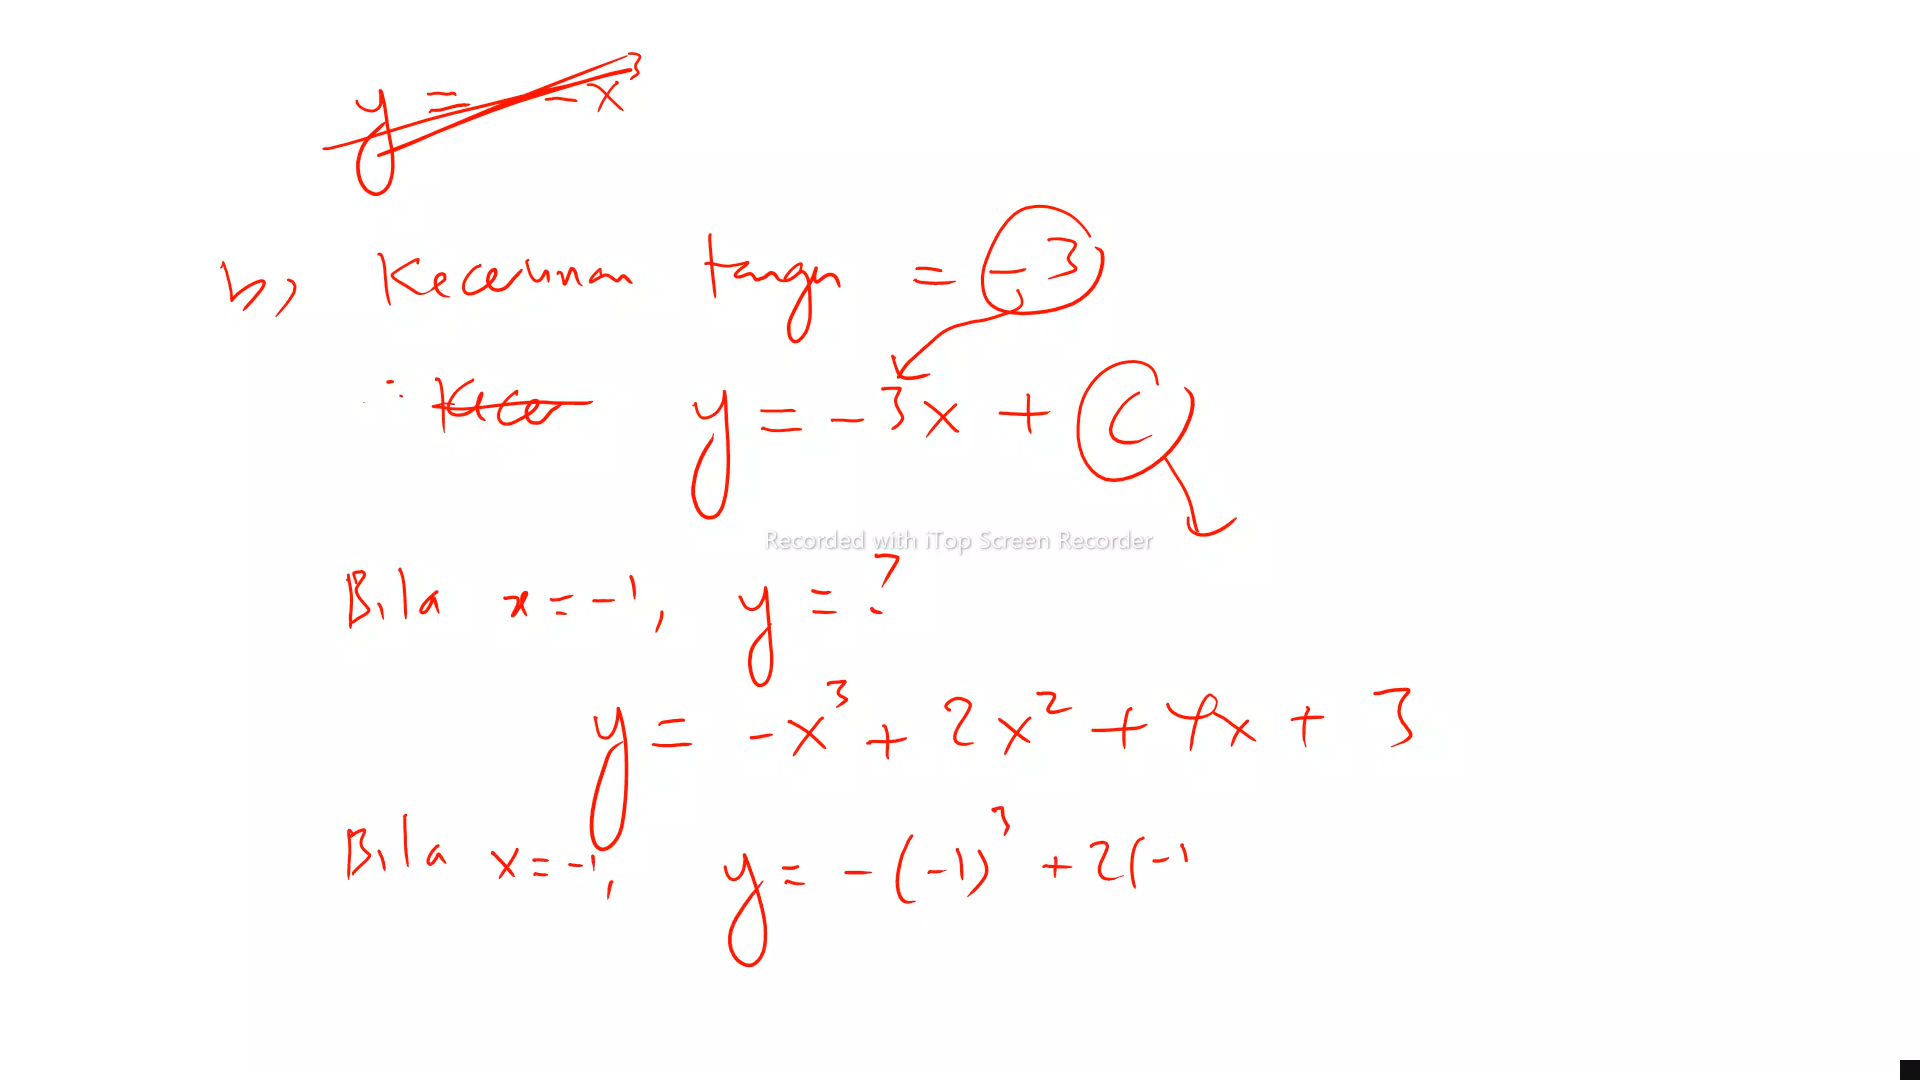 y = - x³
b) Kecerunan tangen = -3
∴ Kece y = -3x + C
Recorded with iTop Screen Recorder
Bila x = -1, y = ?
y = -x³ + 2x² + 4x + 3
Bila x = -1, y = -(-1)³ + 2(-1